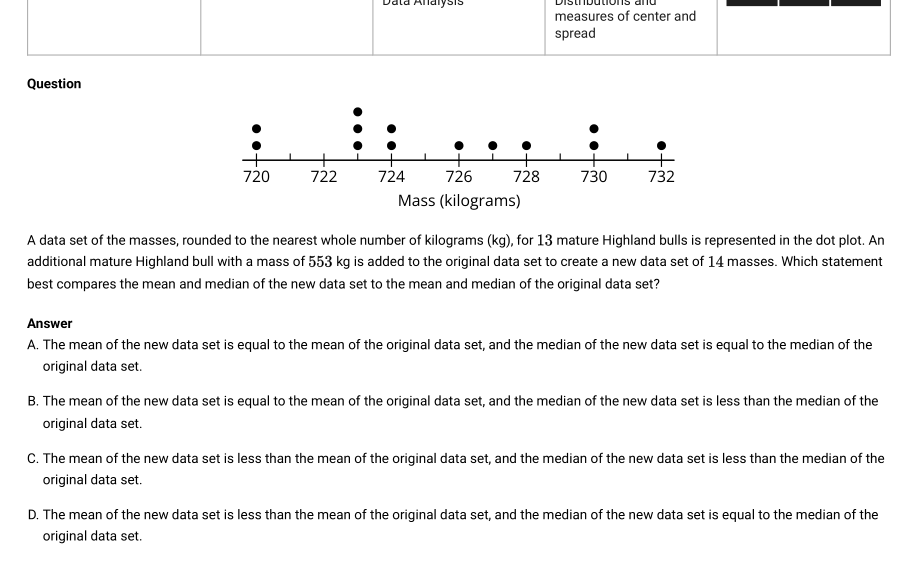 Data Analysis
Distributions and
measures of center and
spread
Question
720 722 724 726 728 730 732
Mass (kilograms)
A data set of the masses, rounded to the nearest whole number of kilograms (kg), for 13 mature Highland bulls is represented in the dot plot. An
additional mature Highland bull with a mass of 553 kg is added to the original data set to create a new data set of 14 masses. Which statement
best compares the mean and median of the new data set to the mean and median of the original data set?
Answer
A. The mean of the new data set is equal to the mean of the original data set, and the median of the new data set is equal to the median of the
original data set.
B. The mean of the new data set is equal to the mean of the original data set, and the median of the new data set is less than the median of the
original data set.
C. The mean of the new data set is less than the mean of the original data set, and the median of the new data set is less than the median of the
original data set.
D. The mean of the new data set is less than the mean of the original data set, and the median of the new data set is equal to the median of the
original data set.